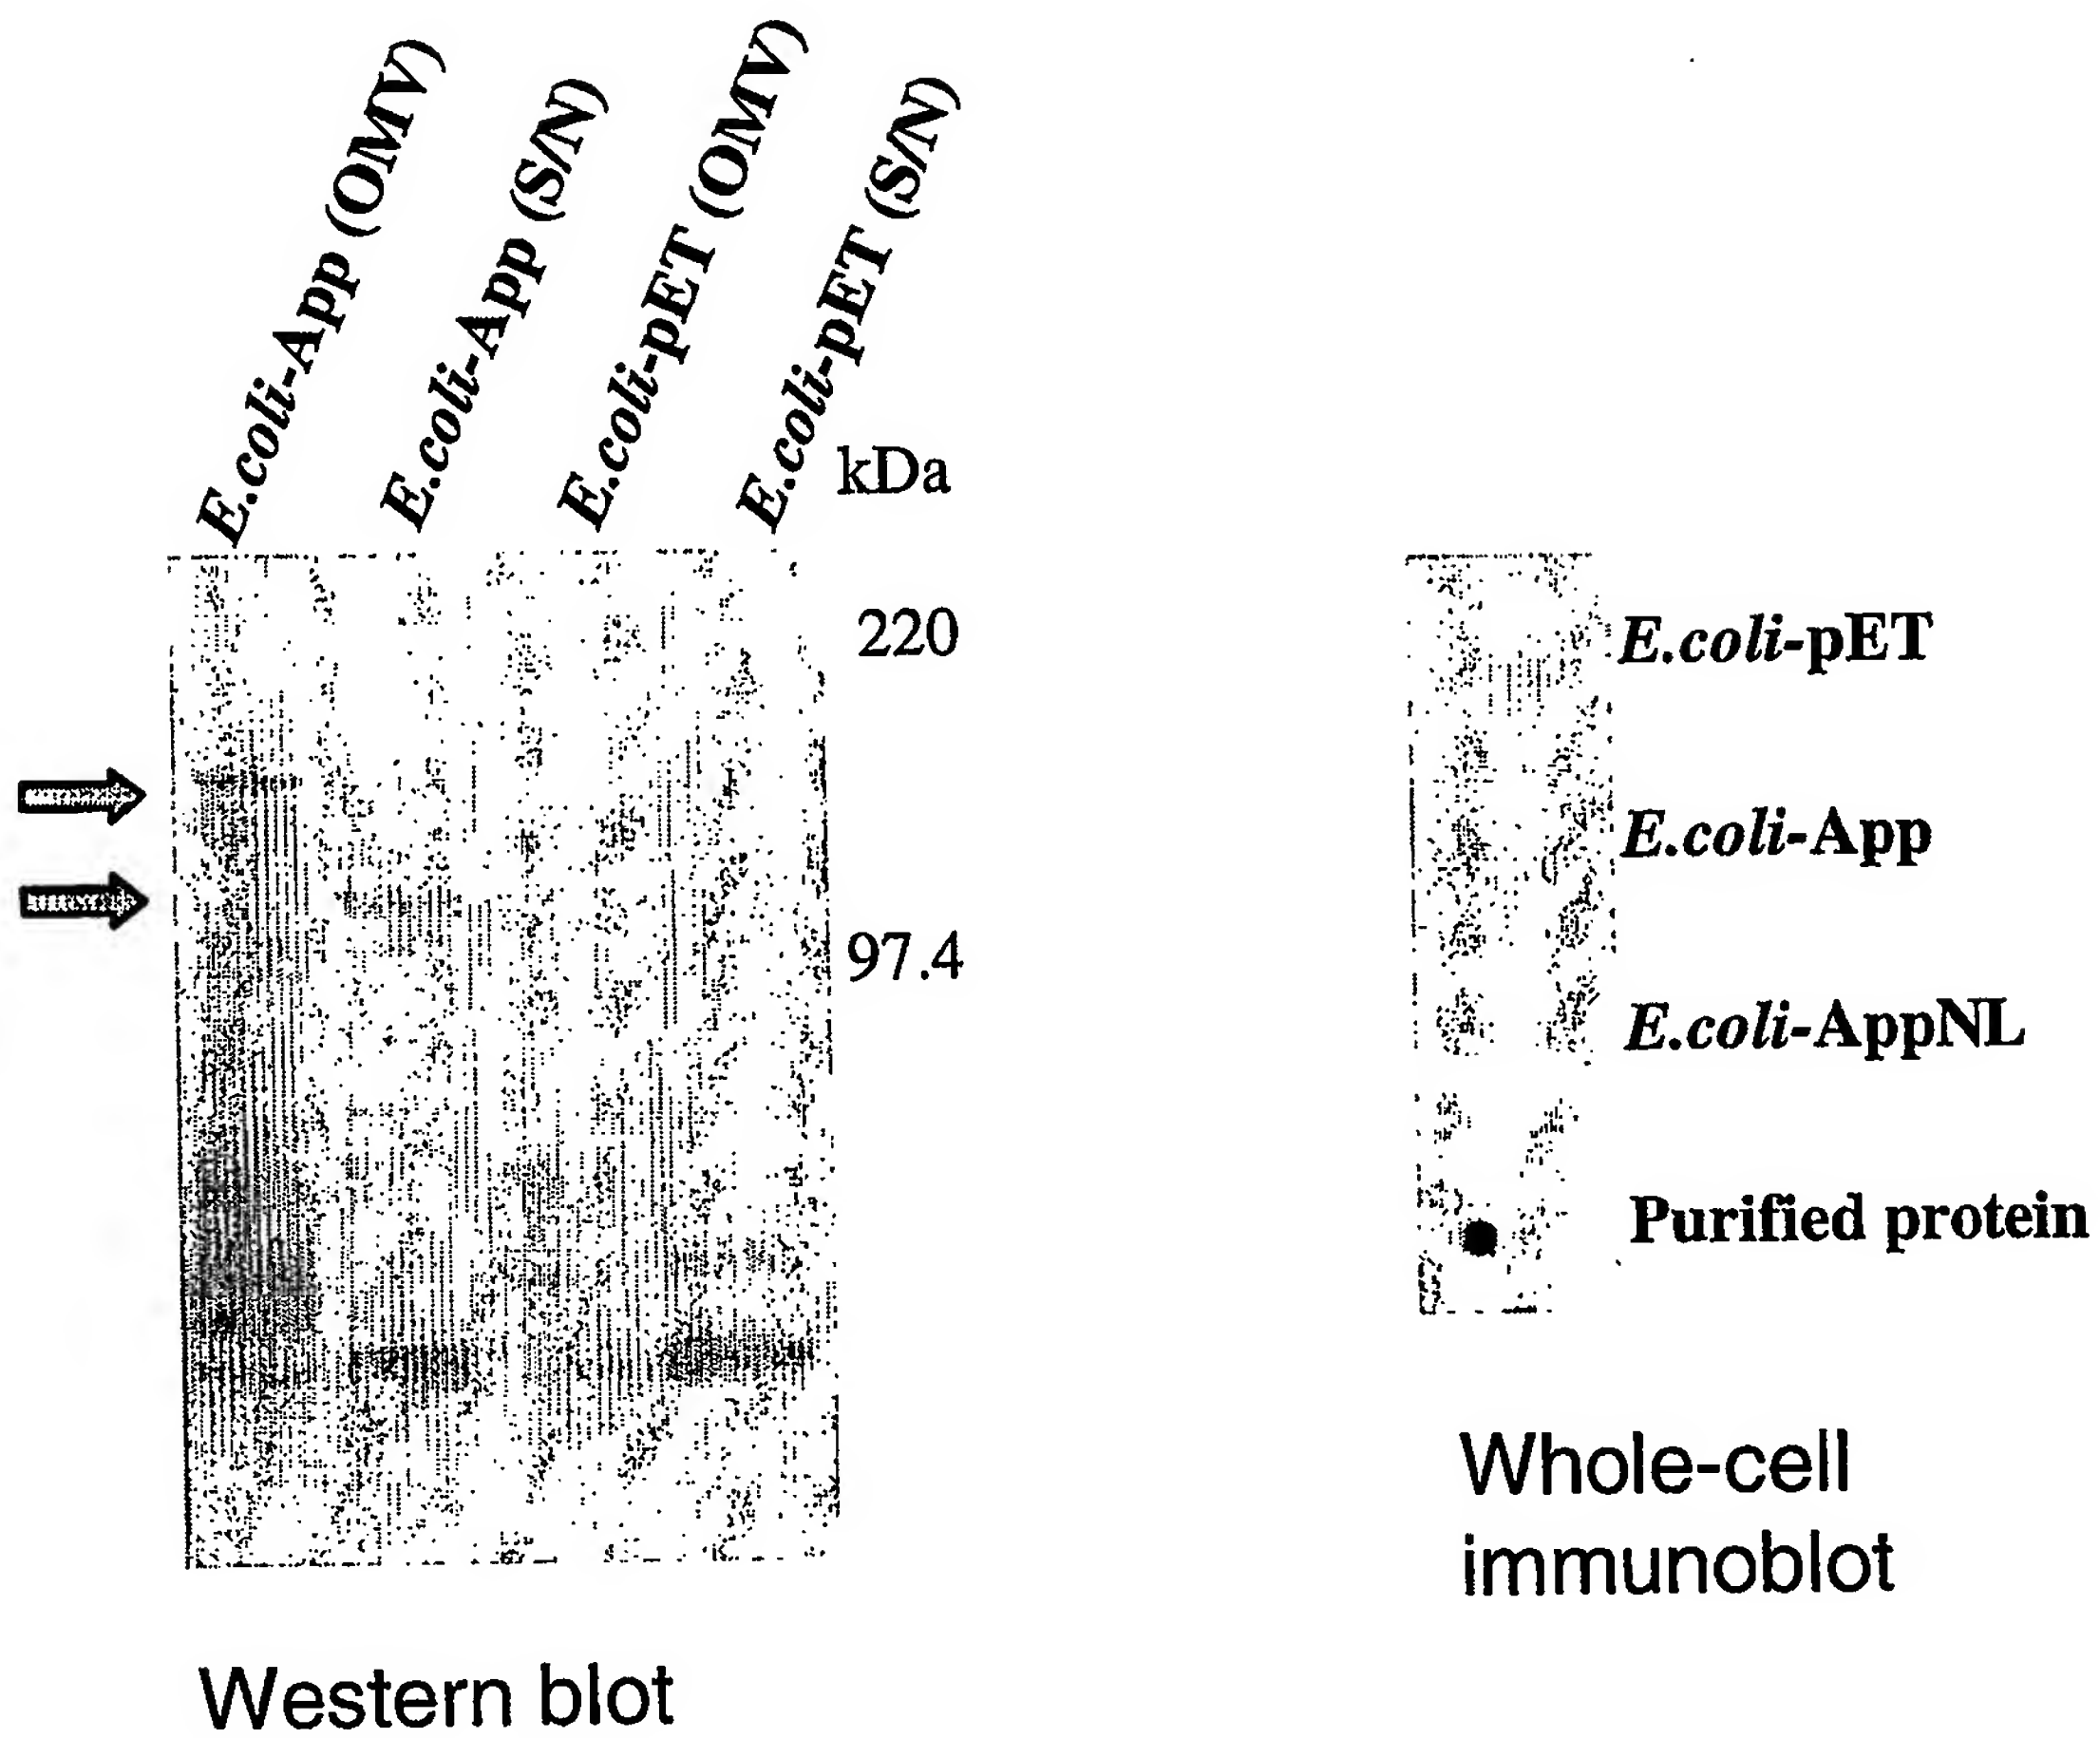 E.coli-App (OMV)
E.coli-App (S/N)
E.coli-pET (OMV)
E.coli-pET (S/N)
kDa
220
97.4
Western blot
E.coli-pET
E.coli-App
E.coli-AppNL
Purified protein
Whole-cell
immunoblot